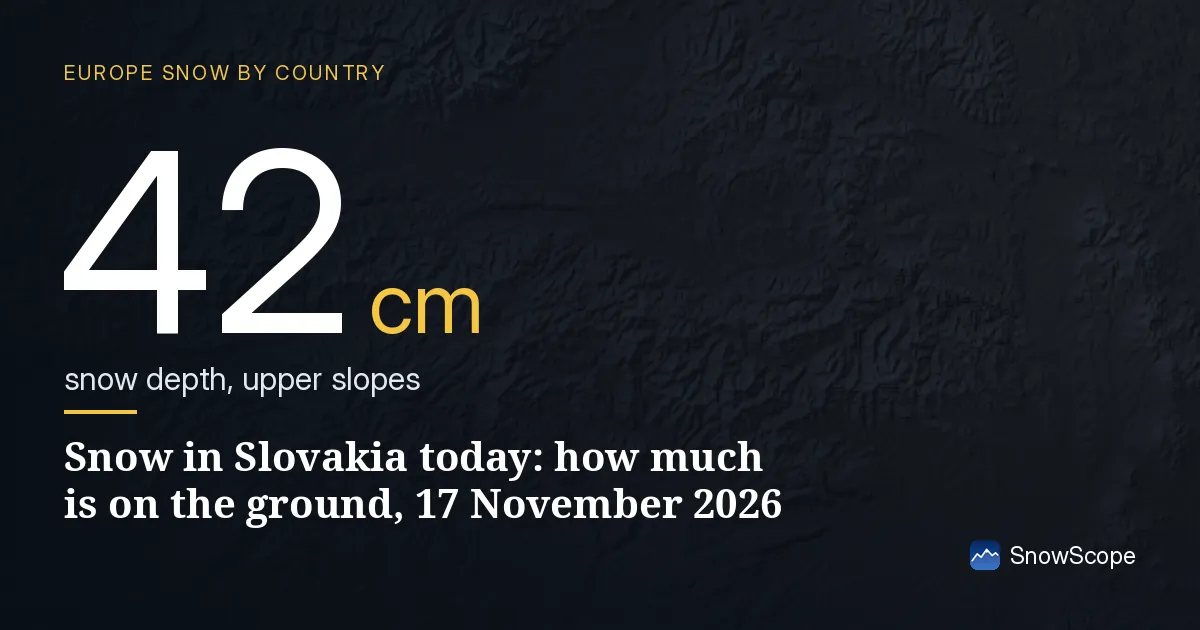 EUROPE SNOW BY COUNTRY
42 cm
snow depth, upper slopes
Snow in Slovakia today: how much
is on the ground, 17 November 2026
SnowScope